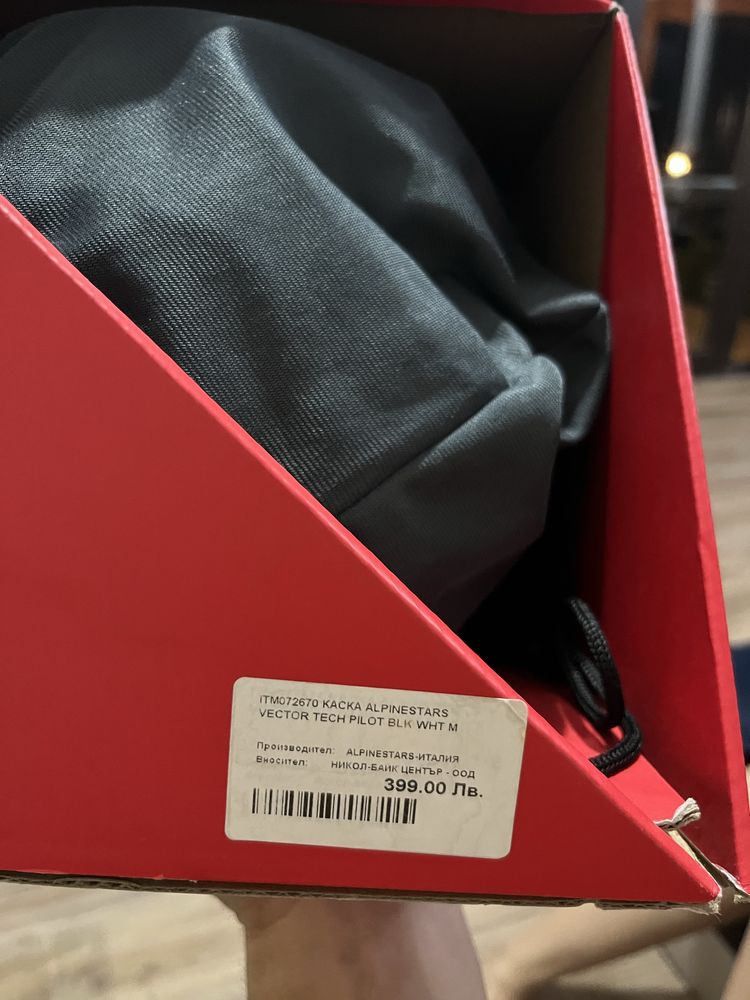 ITM072670 КАСКА ALPINESTARS
VECTOR TECH PILOT BLK WHT M
Производител: ALPINESTARS-ИТАЛИЯ
Вносител: НИКОЛ-БАЙК ЦЕНТЪР - ООД
399.00 Лв.